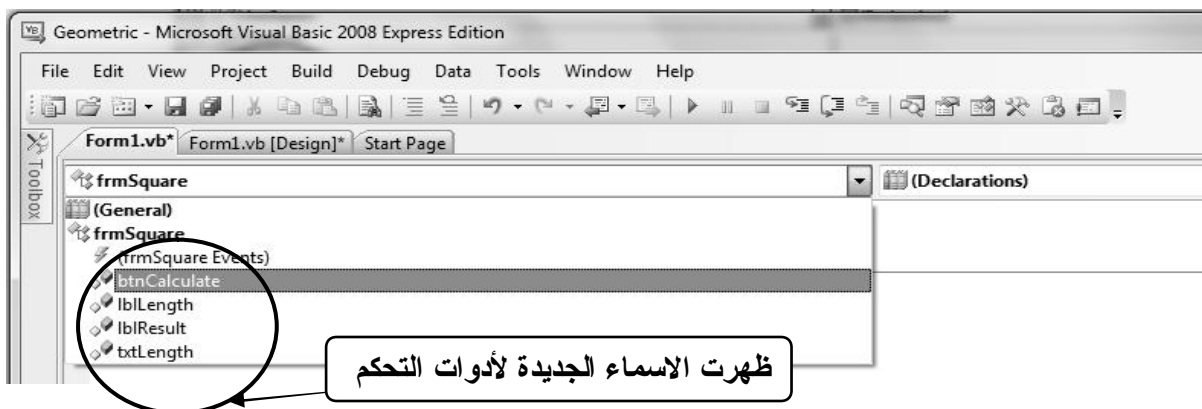 Geometric - Microsoft Visual Basic 2008 Express Edition
File Edit View Project Build Debug Data Tools Window Help
Form1.vb* Form1.vb [Design]* Start Page
Toolbox
frmSquare (Declarations)
(General)
frmSquare
(frmSquare Events)
btnCalculate
lblLength
lblResult
txtLength
ظهرت الاسماء الجديدة لأدوات التحكم